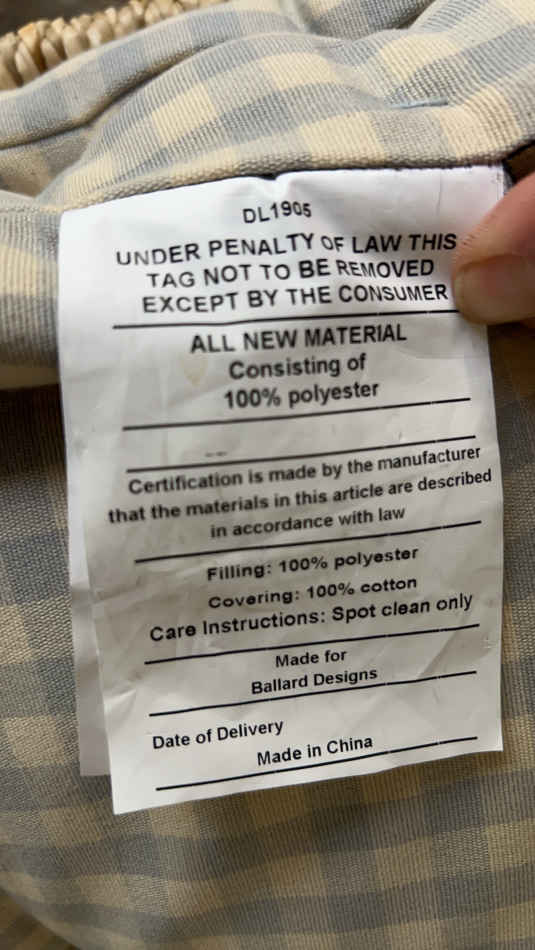 DL1905
UNDER PENALTY OF LAW THIS
TAG NOT TO BE REMOVED
EXCEPT BY THE CONSUMER
ALL NEW MATERIAL
Consisting of
100% polyester
Certification is made by the manufacturer
that the materials in this article are described
in accordance with law
Filling: 100% polyester
Covering: 100% cotton
Care Instructions: Spot clean only
Made for
Ballard Designs
Date of Delivery
Made in China